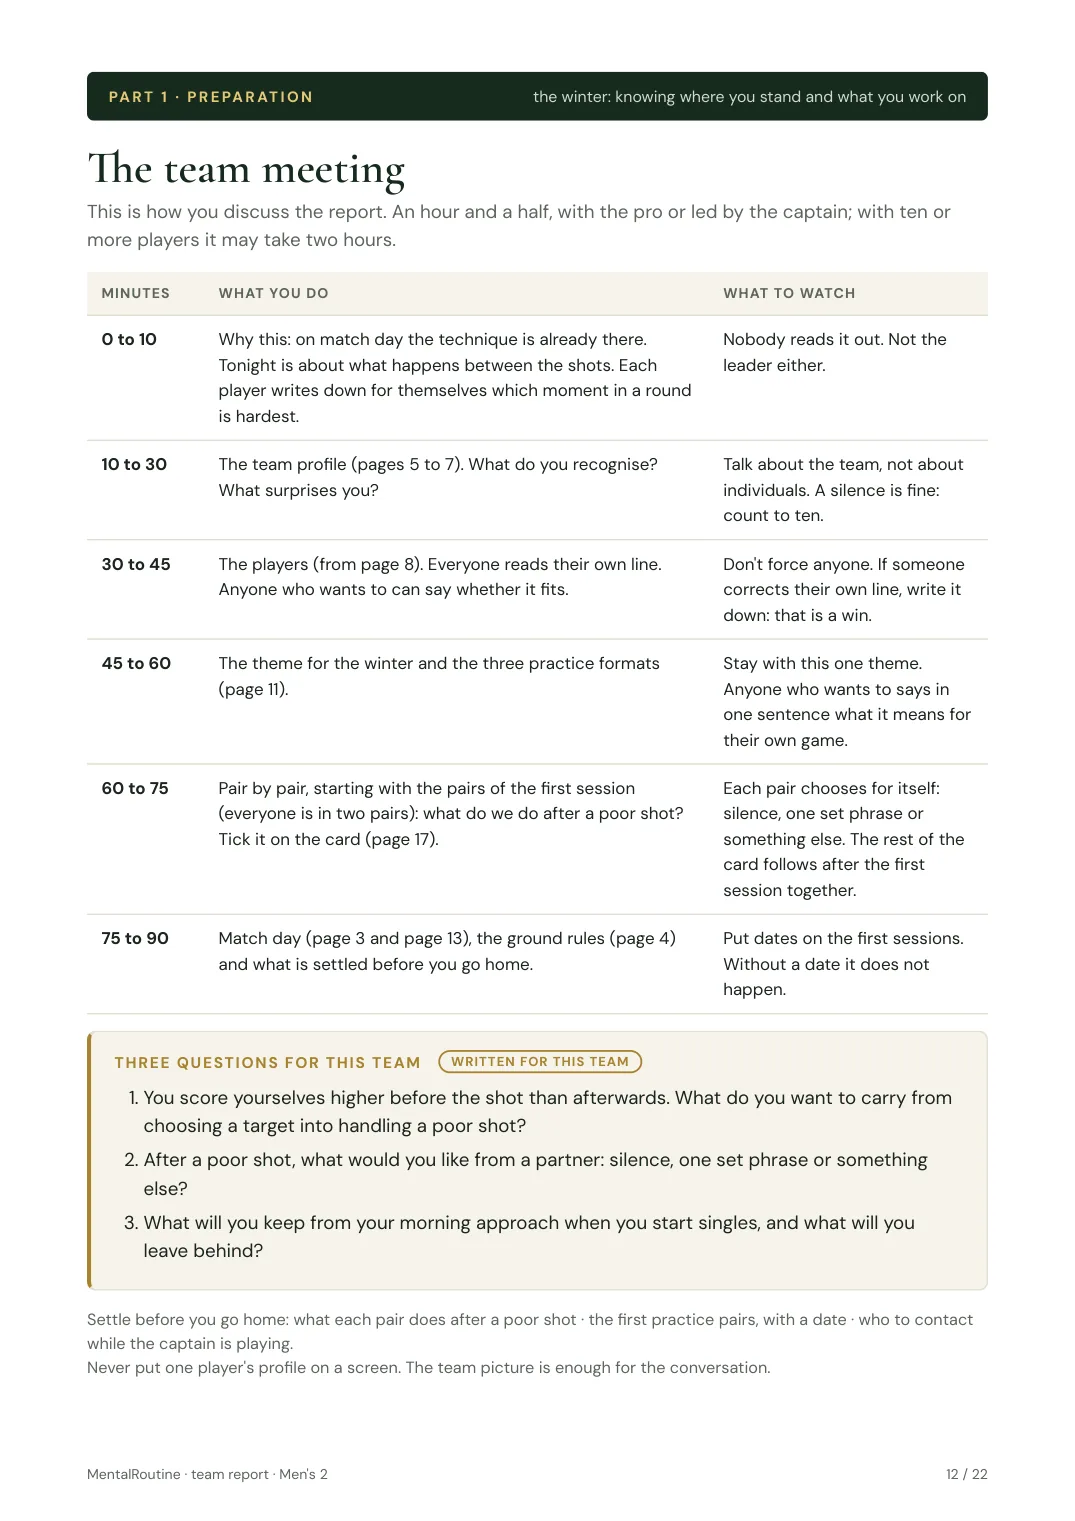 PART 1 · PREPARATION
the winter: knowing where you stand and what you work on
The team meeting
This is how you discuss the report. An hour and a half, with the pro or led by the captain; with ten or
more players it may take two hours.
MINUTES
WHAT YOU DO
WHAT TO WATCH
0 to 10
Why this: on match day the technique is already there.
Tonight is about what happens between the shots. Each
player writes down for themselves which moment in a round
is hardest.
Nobody reads it out. Not the
leader either.
10 to 30
The team profile (pages 5 to 7). What do you recognise?
What surprises you?
Talk about the team, not about
individuals. A silence is fine:
count to ten.
30 to 45
The players (from page 8). Everyone reads their own line.
Anyone who wants to can say whether it fits.
Don't force anyone. If someone
corrects their own line, write it
down: that is a win.
45 to 60
The theme for the winter and the three practice formats
(page 11).
Stay with this one theme.
Anyone who wants to says in
one sentence what it means for
their own game.
60 to 75
Pair by pair, starting with the pairs of the first session
(everyone is in two pairs): what do we do after a poor shot?
Tick it on the card (page 17).
Each pair chooses for itself:
silence, one set phrase or
something else. The rest of the
card follows after the first
session together.
75 to 90
Match day (page 3 and page 13), the ground rules (page 4)
and what is settled before you go home.
Put dates on the first sessions.
Without a date it does not
happen.
THREE QUESTIONS FOR THIS TEAM
WRITTEN FOR THIS TEAM
1. You score yourselves higher before the shot than afterwards. What do you want to carry from
choosing a target into handling a poor shot?
2. After a poor shot, what would you like from a partner: silence, one set phrase or something
else?
3. What will you keep from your morning approach when you start singles, and what will you
leave behind?
Settle before you go home: what each pair does after a poor shot · the first practice pairs, with a date · who to contact
while the captain is playing.
Never put one player's profile on a screen. The team picture is enough for the conversation.
MentalRoutine · team report · Men's 2
12 / 22